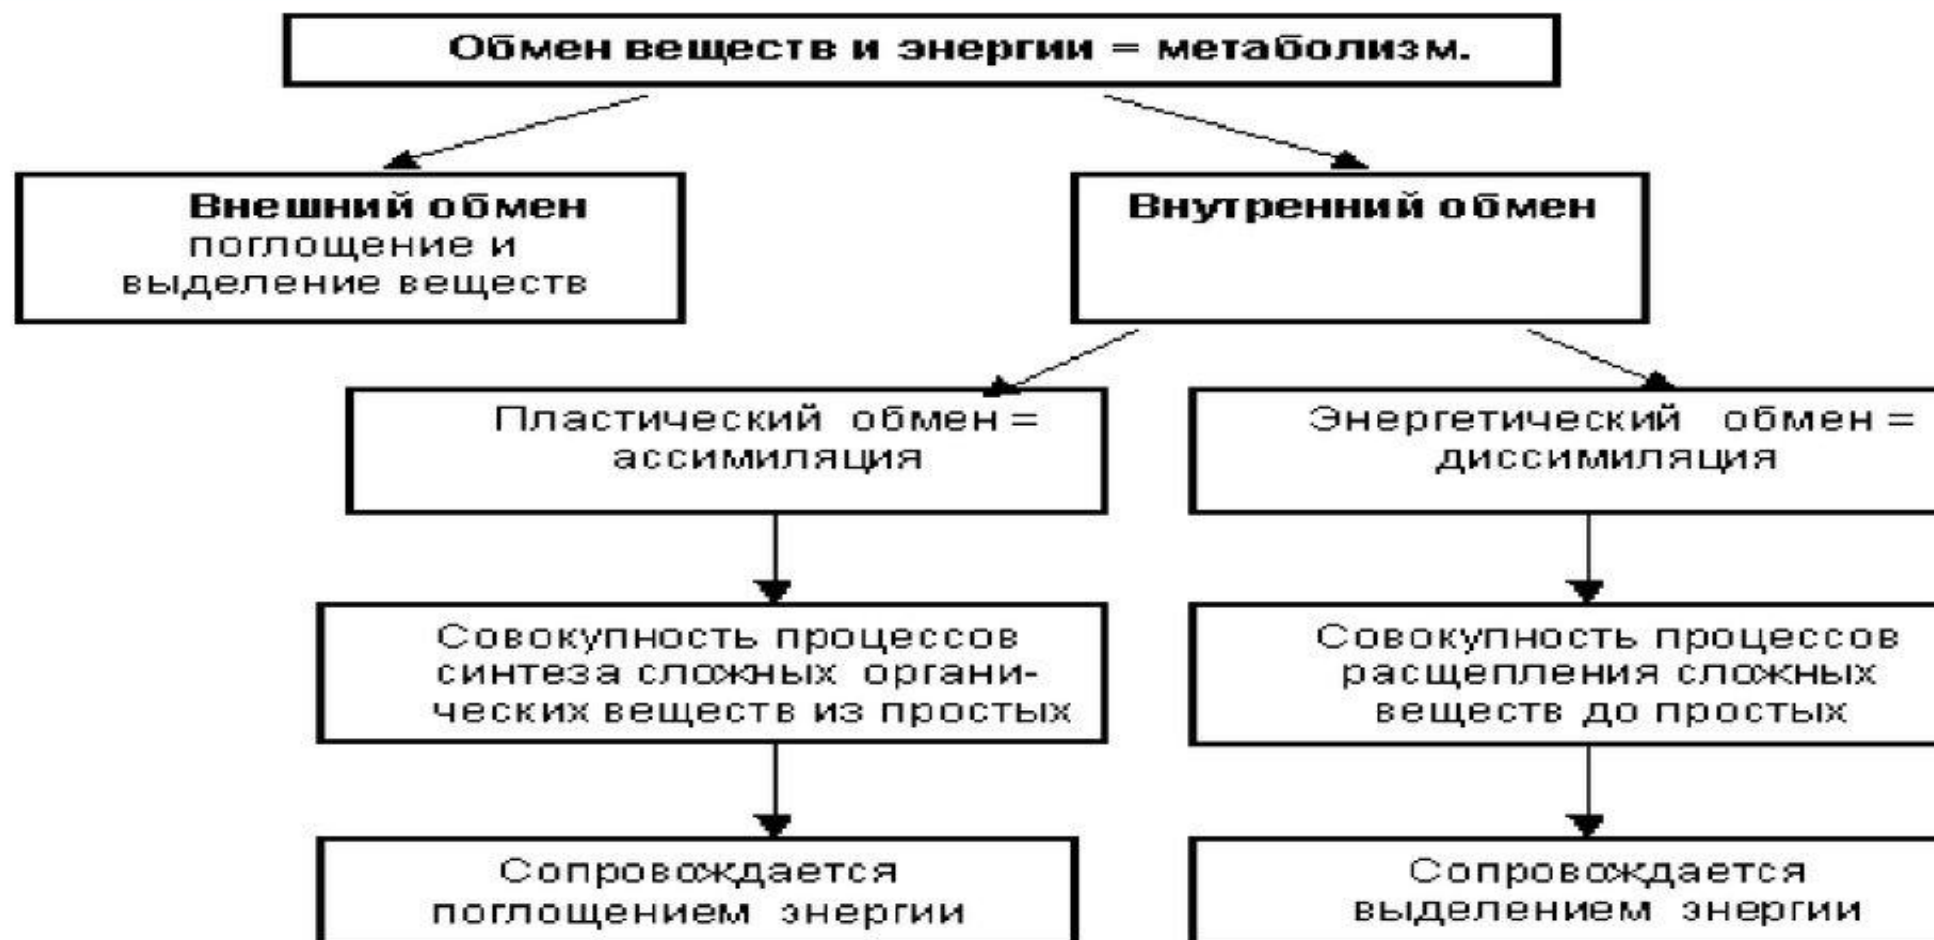 Обмен веществ и энергии = метаболизм.
Внешний обмен
поглощение и
выделение веществ
Внутренний обмен
Пластический обмен =
ассимиляция
Энергетический обмен =
диссимиляция
Совокупность процессов
синтеза сложных органи-
ческих веществ из простых
Совокупность процессов
расщепления сложных
веществ до простых
Сопровождается
поглощением энергии
Сопровождается
выделением энергии